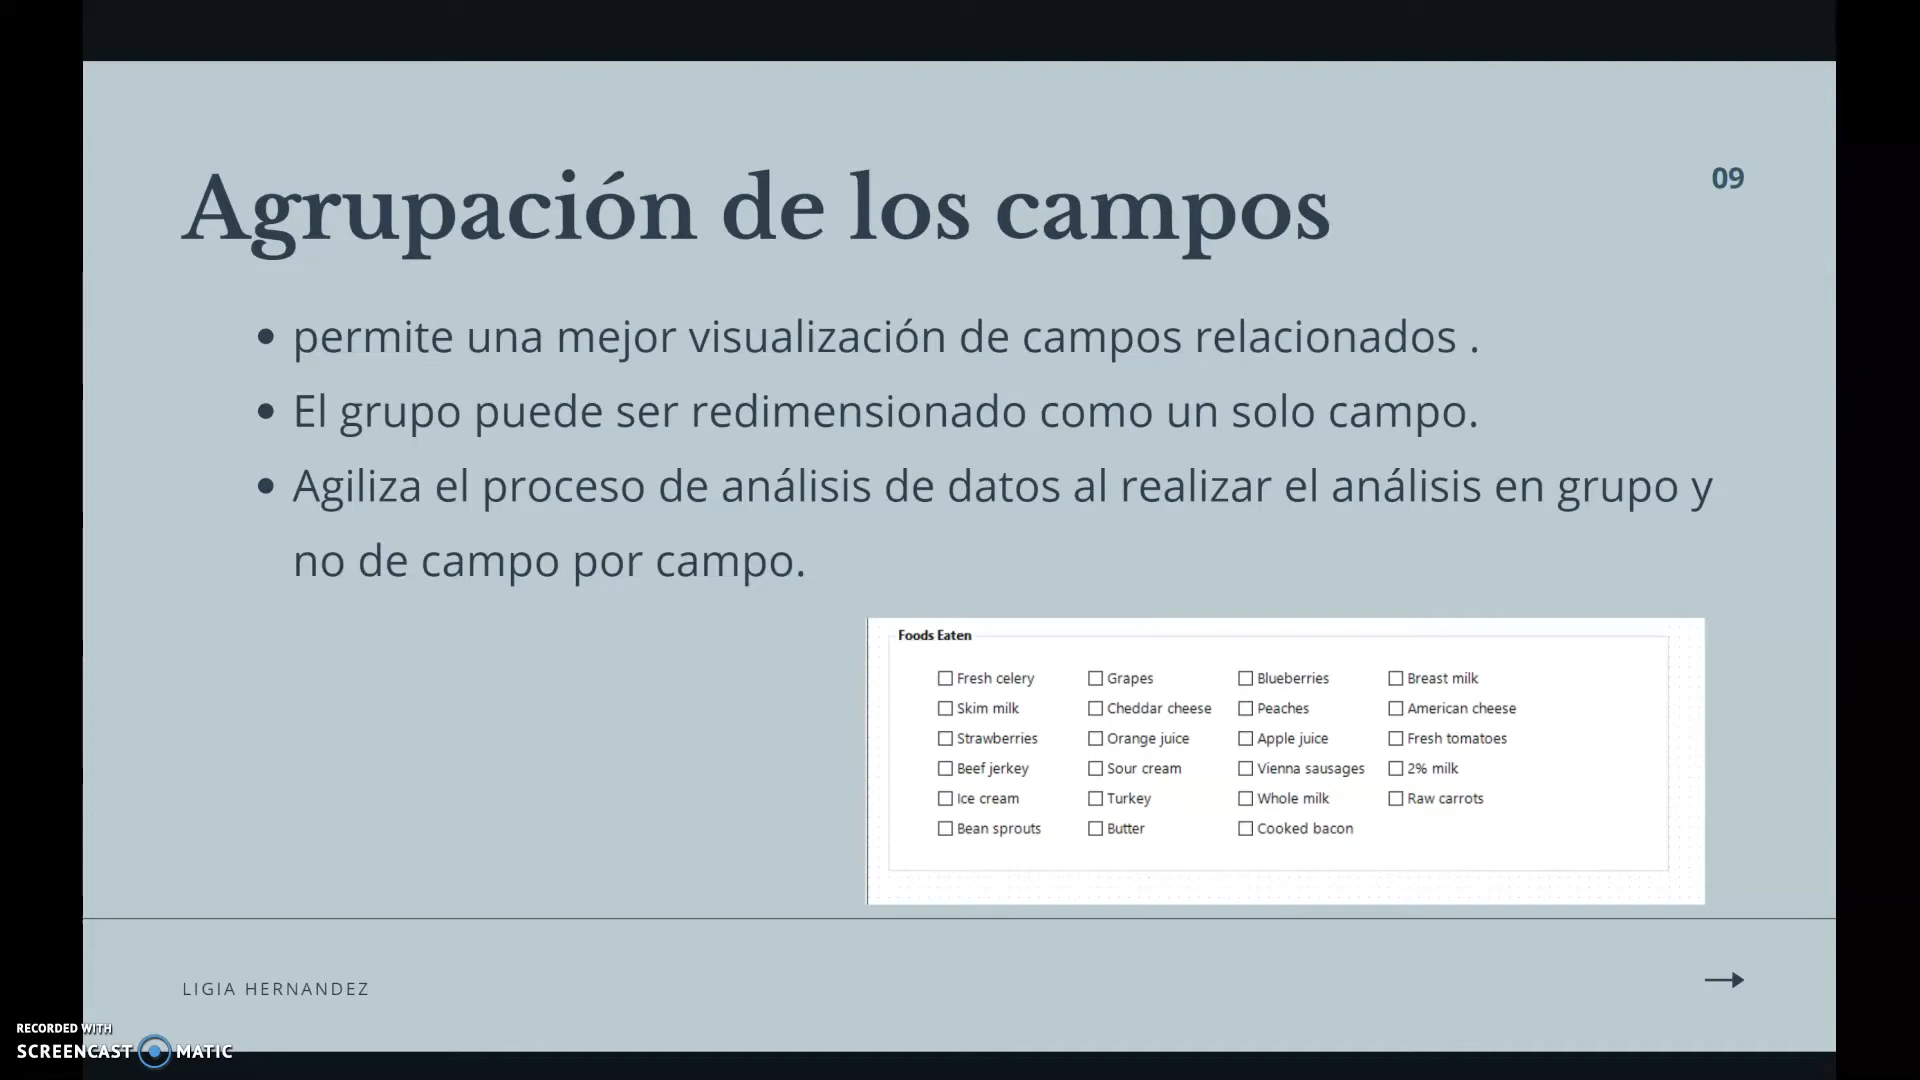 Agrupación de los campos
09
• permite una mejor visualización de campos relacionados .
• El grupo puede ser redimensionado como un solo campo.
• Agiliza el proceso de análisis de datos al realizar el análisis en grupo y
no de campo por campo.
Foods Eaten
Fresh celery Grapes Blueberries Breast milk
Skim milk Cheddar cheese Peaches American cheese
Strawberries Orange juice Apple juice Fresh tomatoes
Beef jerkey Sour cream Vienna sausages 2% milk
Ice cream Turkey Whole milk Raw carrots
Bean sprouts Butter Cooked bacon
LIGIA HERNANDEZ
RECORDED WITH
SCREENCAST MATIC